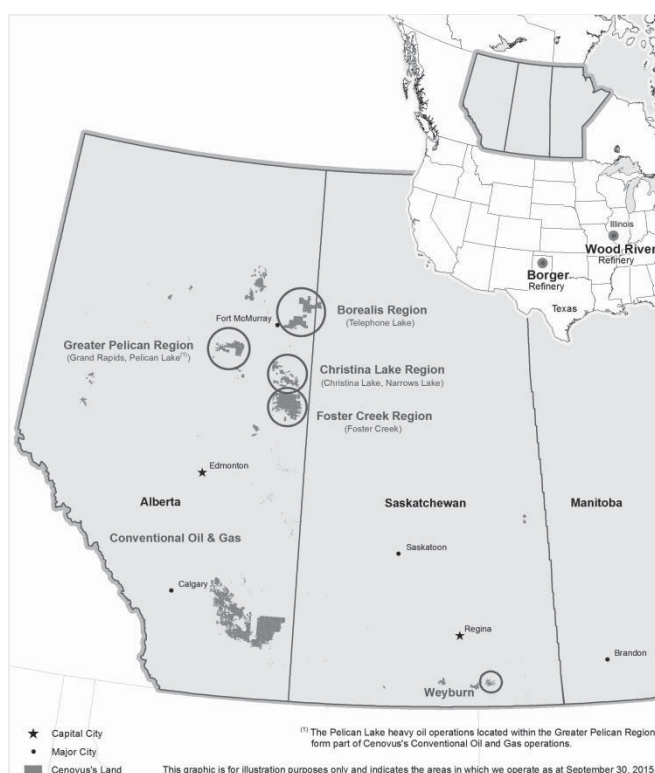 Illinois
Wood River
Refinery
Borger
Refinery
Texas
Borealis Region
(Telephone Lake)
Fort McMurray
Greater Pelican Region
(Grand Rapids, Pelican Lake(1))
Christina Lake Region
(Christina Lake, Narrows Lake)
Foster Creek Region
(Foster Creek)
Edmonton
Alberta
Saskatchewan
Manitoba
Conventional Oil & Gas
Saskatoon
Calgary
Regina
Brandon
Weyburn
Capital City
Major City
Cenovus's Land
(1) The Pelican Lake heavy oil operations located within the Greater Pelican Region
form part of Cenovus's Conventional Oil and Gas operations.
This graphic is for illustration purposes only and indicates the areas in which we operate as at September 30, 2015